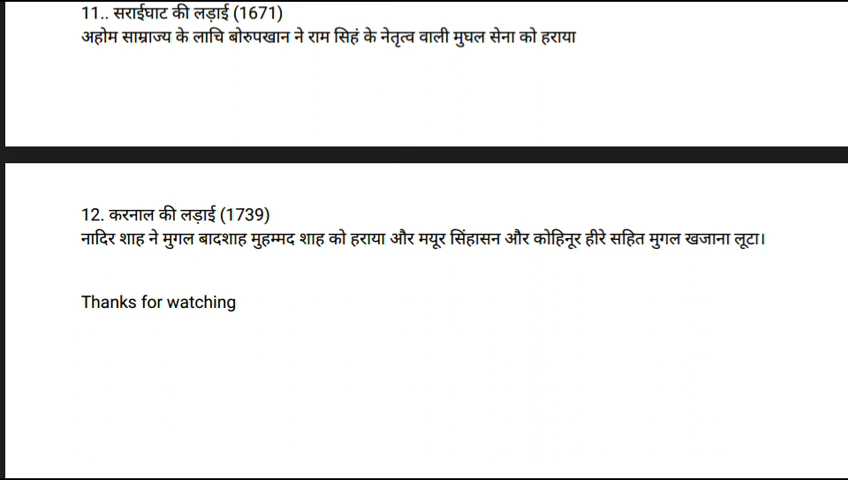 11.. सराईघाट की लड़ाई (1671)
अहोम साम्राज्य के लाचि बोरुपखान ने राम सिहं के नेतृत्व वाली मुघल सेना को हराया
12. करनाल की लड़ाई (1739)
नादिर शाह ने मुगल बादशाह मुहम्मद शाह को हराया और मयूर सिंहासन और कोहिनूर हीरे सहित मुगल खजाना लूटा।
Thanks for watching